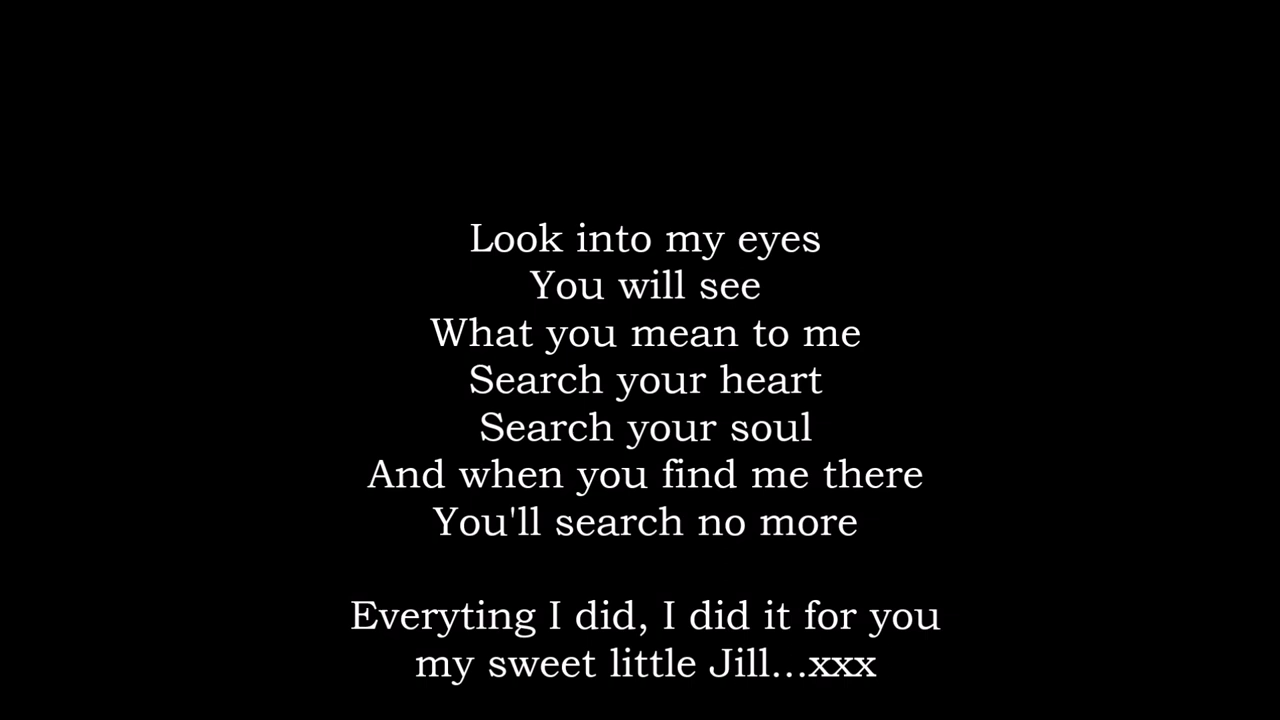 Look into my eyes
You will see
What you mean to me
Search your heart
Search your soul
And when you find me there
You'll search no more
Everyting I did, I did it for you
my sweet little Jill...xxx